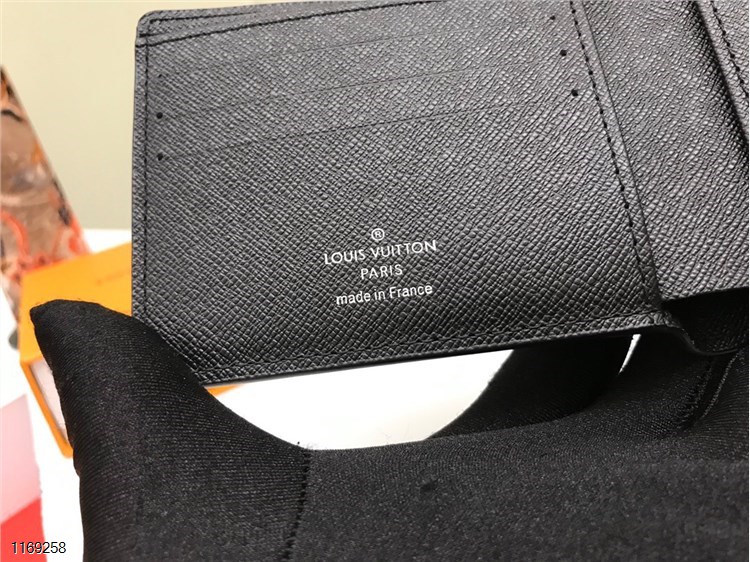 ®
LOUIS VUITTON
PARIS
made in France
1169258